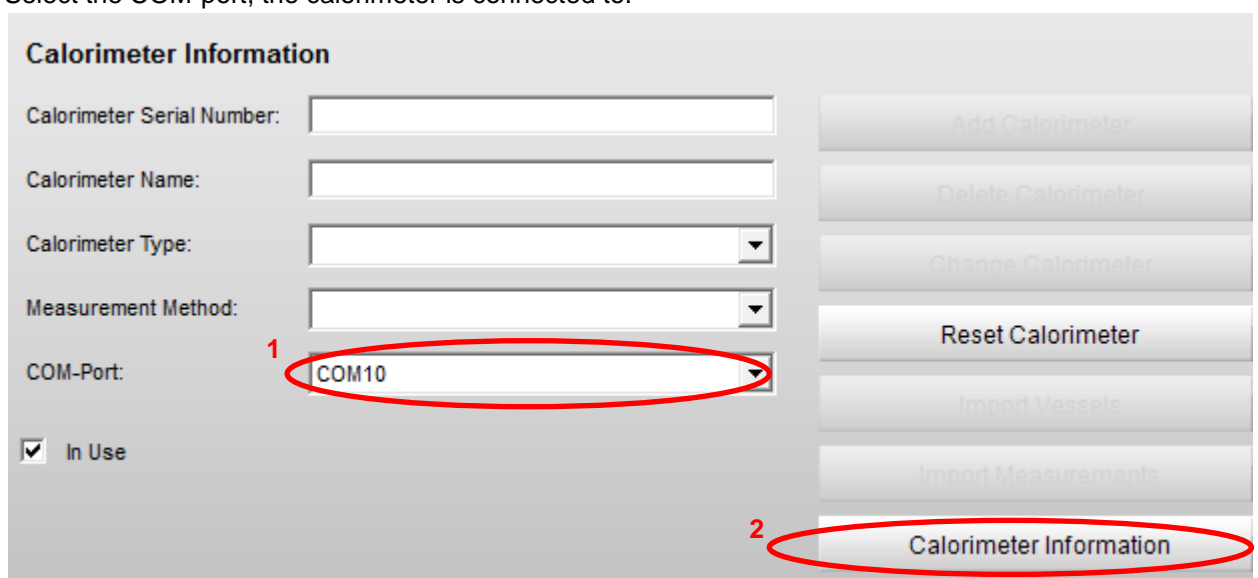 Select the COM-port, the calorimeter is connected to.
Calorimeter Information
Calorimeter Serial Number:
Add Calorimeter
Calorimeter Name:
Delete Calorimeter
Calorimeter Type:
Change Calorimeter
Measurement Method:
Reset Calorimeter
1
COM-Port:
COM10
Import Vessels
In Use
Import Measurements
2
Calorimeter Information